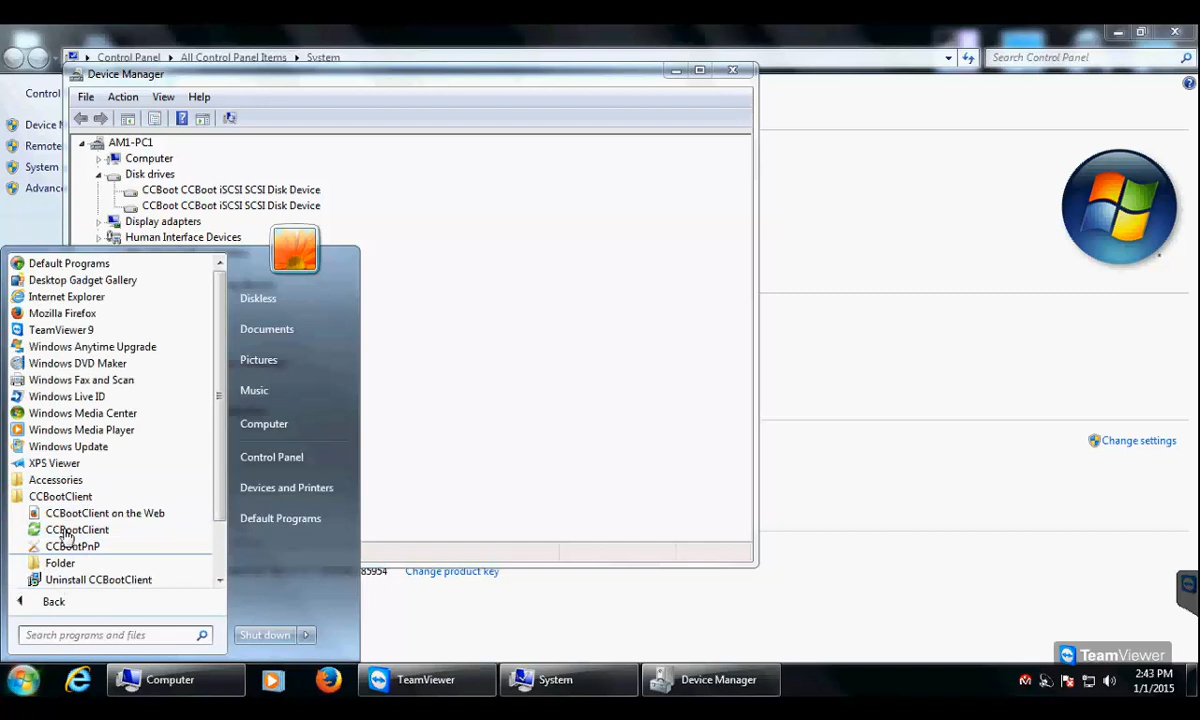 Control Panel
All Control Panel Items
System
Search Control Panel
Device Manager
Control
File
Action
View
Help
Device M
Remote
System
Advanc
AM1-PC1
Computer
Disk drives
CCBoot CCBoot iSCSI SCSI Disk Device
CCBoot CCBoot iSCSI SCSI Disk Device
Display adapters
Human Interface Devices
Default Programs
Desktop Gadget Gallery
Internet Explorer
Mozilla Firefox
TeamViewer 9
Windows Anytime Upgrade
Windows DVD Maker
Windows Fax and Scan
Windows Live ID
Windows Media Center
Windows Media Player
Windows Update
XPS Viewer
Accessories
CCBootClient
CCBootClient on the Web
CCBootClient
CCBootPnP
Folder
Uninstall CCBootClient
Back
Search programs and files
Diskless
Documents
Pictures
Music
Computer
Control Panel
Devices and Printers
Default Programs
Shut down
Change settings
85954
Change product key
TeamViewer
Computer
TeamViewer
System
Device Manager
2:43 PM
1/1/2015